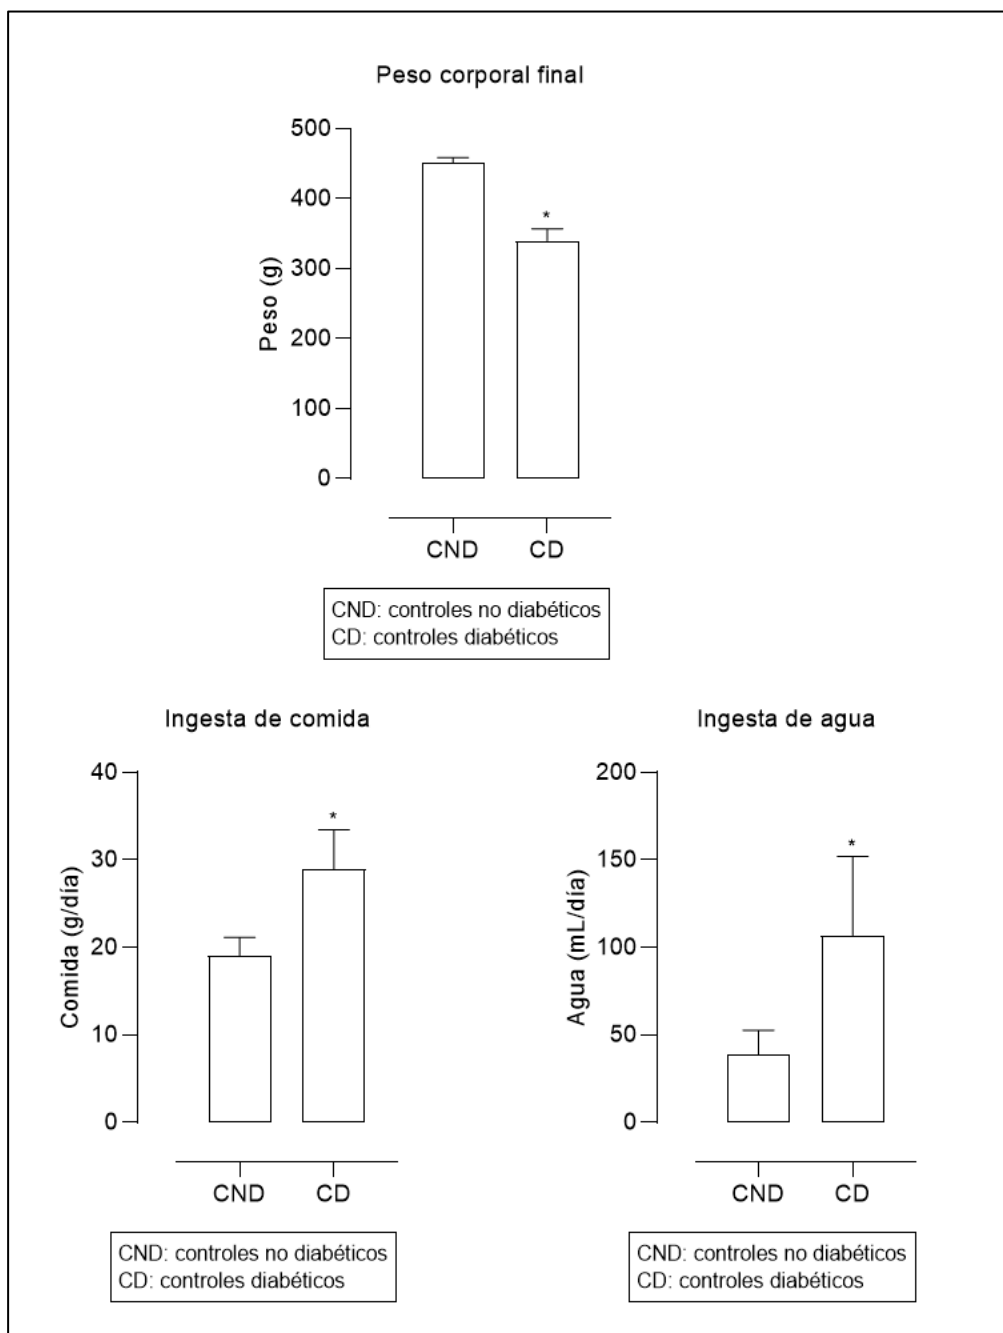 Peso corporal final
500
400
300
200
100
0
Peso (g)
*
CND CD
CND: controles no diabéticos
CD: controles diabéticos
Ingesta de comida
40
30
20
10
0
Comida (g/día)
*
CND CD
CND: controles no diabéticos
CD: controles diabéticos
Ingesta de agua
200
150
100
50
0
Agua (mL/día)
*
CND CD
CND: controles no diabéticos
CD: controles diabéticos